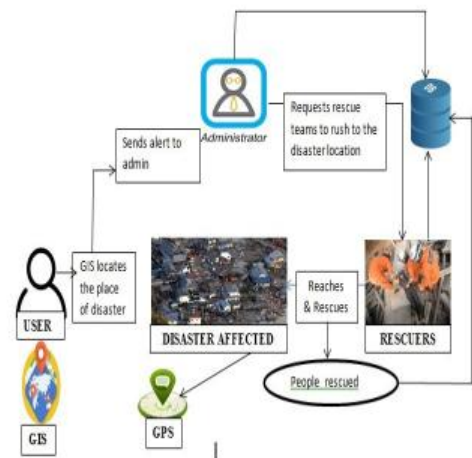 Administrator
Requests rescue
teams to rush to the
disaster location
Sends alert to
admin
GIS locates
the place
of disaster
USER
GIS
DISASTER AFFECTED
GPS
Reaches
& Rescues
RESCUERS
People rescued